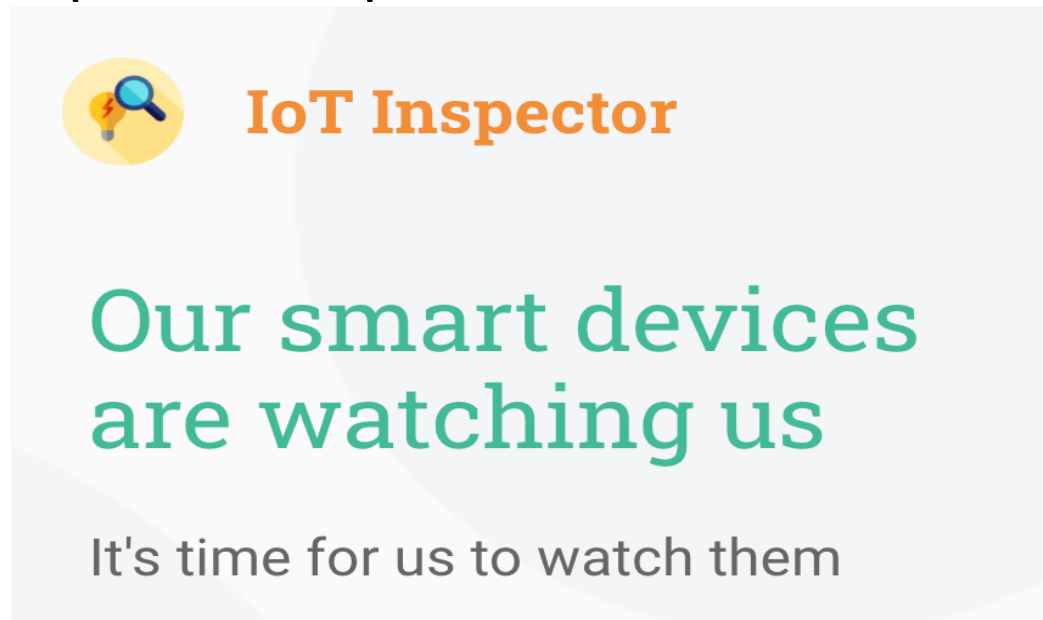 IoT Inspector
Our smart devices
are watching us
It's time for us to watch them